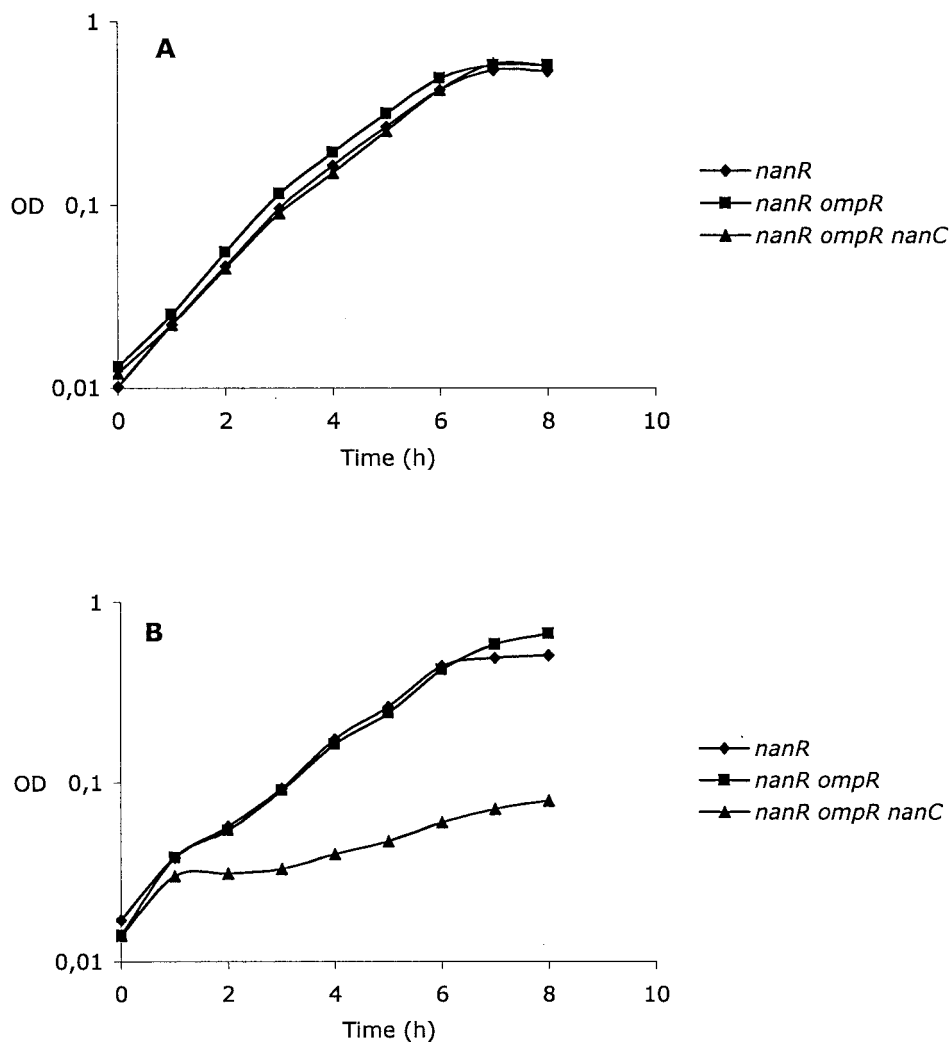 A
1
OD 0,1
0,01
0 2 4 6 8 10
Time (h)
nanR
nanR ompR
nanR ompR nanC
B
1
OD 0,1
0,01
0 2 4 6 8 10
Time (h)
nanR
nanR ompR
nanR ompR nanC